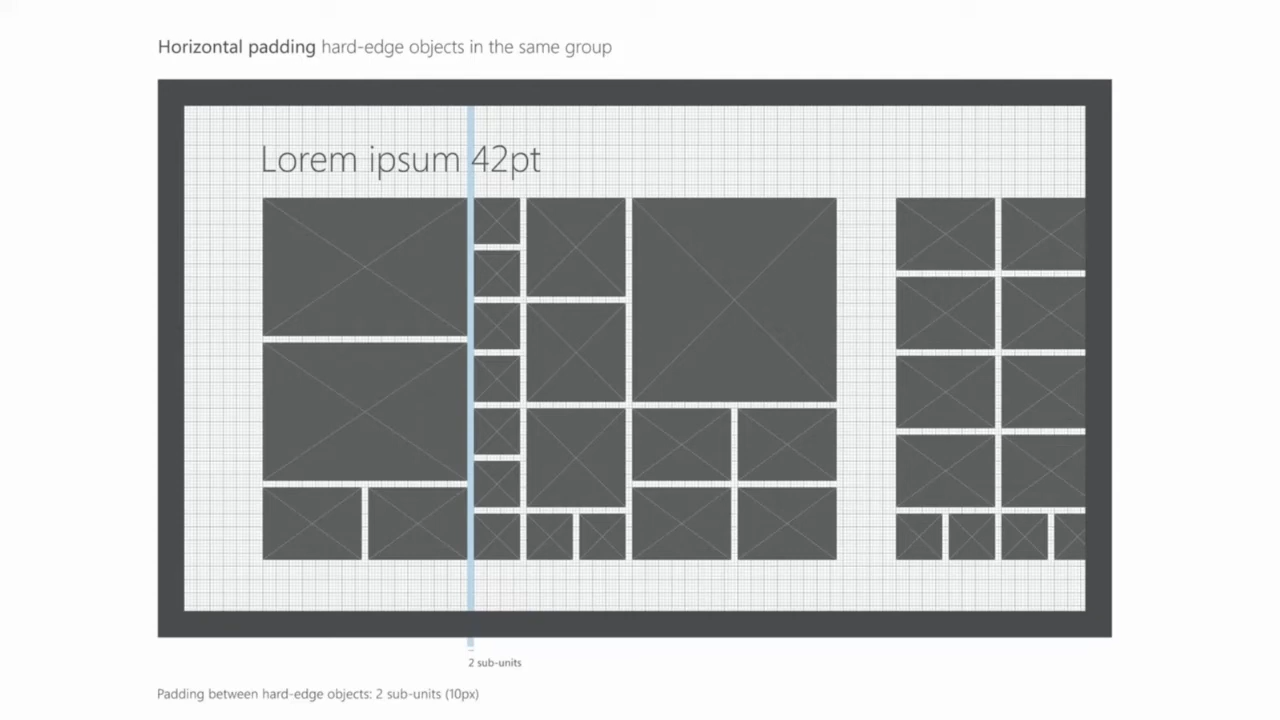 Horizontal padding hard-edge objects in the same group
Lorem ipsum 42pt
2 sub-units
Padding between hard-edge objects: 2 sub-units (10px)